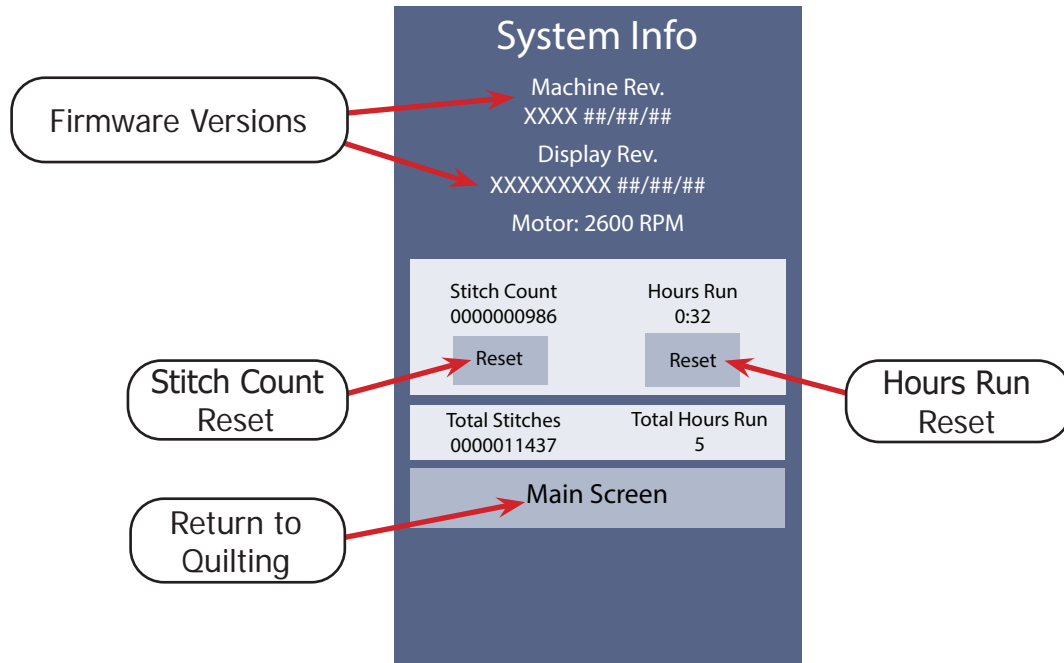 System Info
Machine Rev.
XXXX ##/##/##
Firmware Versions
Display Rev.
XXXXXXXXX ##/##/##
Motor: 2600 RPM
Stitch Count
0000000986
Reset
Hours Run
0:32
Reset
Stitch Count
Reset
Hours Run
Reset
Total Stitches
0000011437
Total Hours Run
5
Main Screen
Return to
Quilting